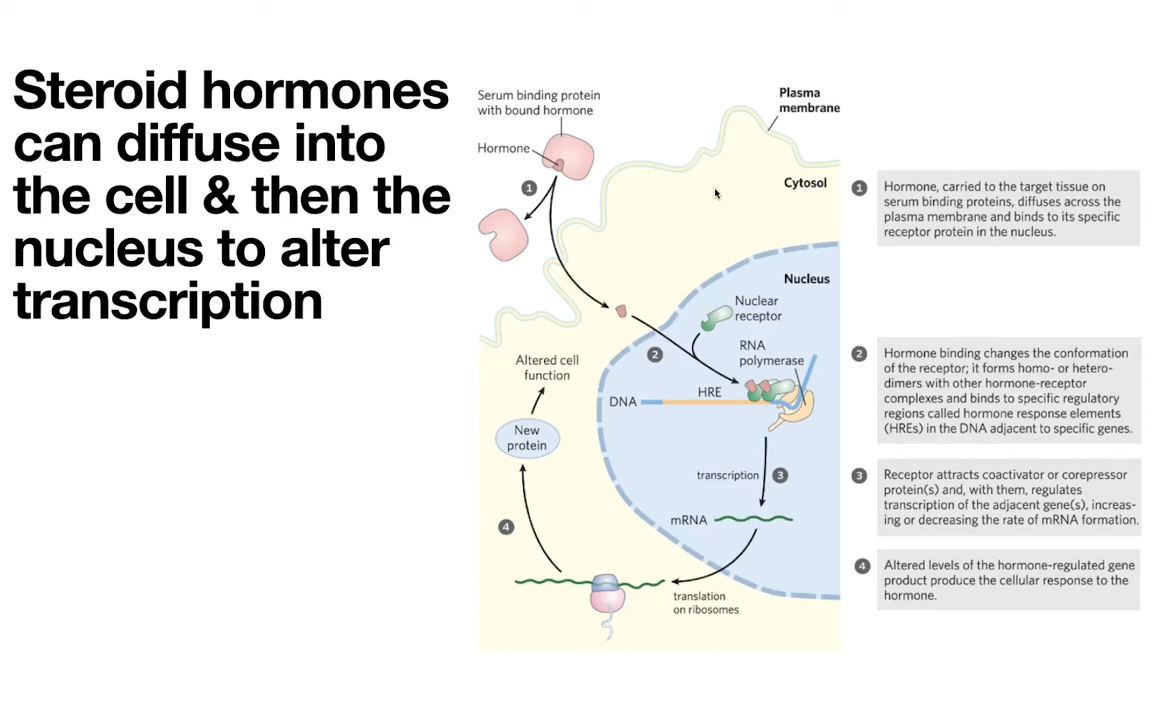 Steroid hormones
can diffuse into
the cell & then the
nucleus to alter
transcription
Serum binding protein
with bound hormone
Hormone
Plasma
membrane
Cytosol
1
Nucleus
Nuclear
receptor
2
RNA
polymerase
HRE
DNA
Altered cell
function
New
protein
transcription
3
mRNA
4
translation
on ribosomes
1
Hormone, carried to the target tissue on
serum binding proteins, diffuses across the
plasma membrane and binds to its specific
receptor protein in the nucleus.
2
Hormone binding changes the conformation
of the receptor; it forms homo- or hetero-
dimers with other hormone-receptor
complexes and binds to specific regulatory
regions called hormone response elements
(HREs) in the DNA adjacent to specific genes.
3
Receptor attracts coactivator or corepressor
protein(s) and, with them, regulates
transcription of the adjacent gene(s), increas-
ing or decreasing the rate of mRNA formation.
4
Altered levels of the hormone-regulated gene
product produce the cellular response to the
hormone.